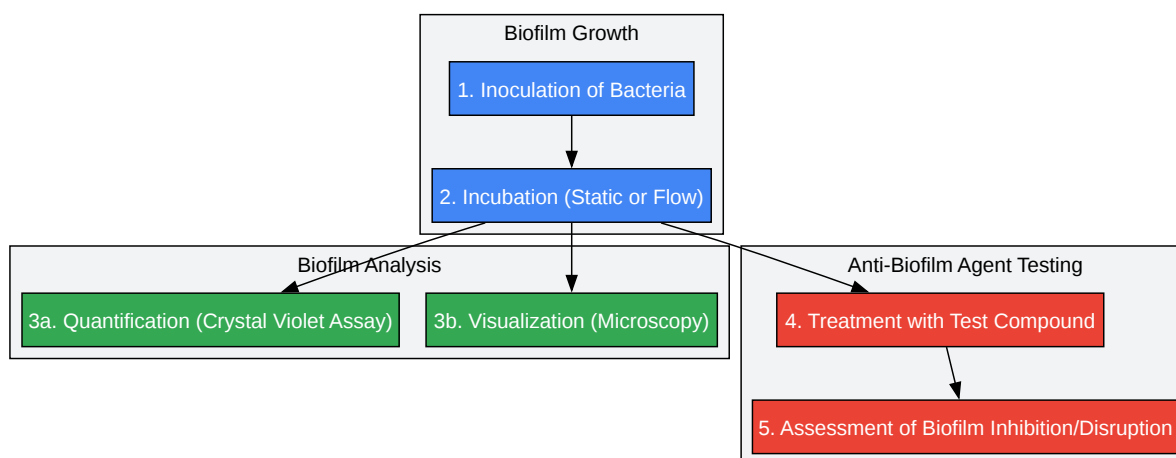 Biofilm Growth
1. Inoculation of Bacteria
2. Incubation (Static or Flow)
Biofilm Analysis
3a. Quantification (Crystal Violet Assay)
3b. Visualization (Microscopy)
Anti-Biofilm Agent Testing
4. Treatment with Test Compound
5. Assessment of Biofilm Inhibition/Disruption